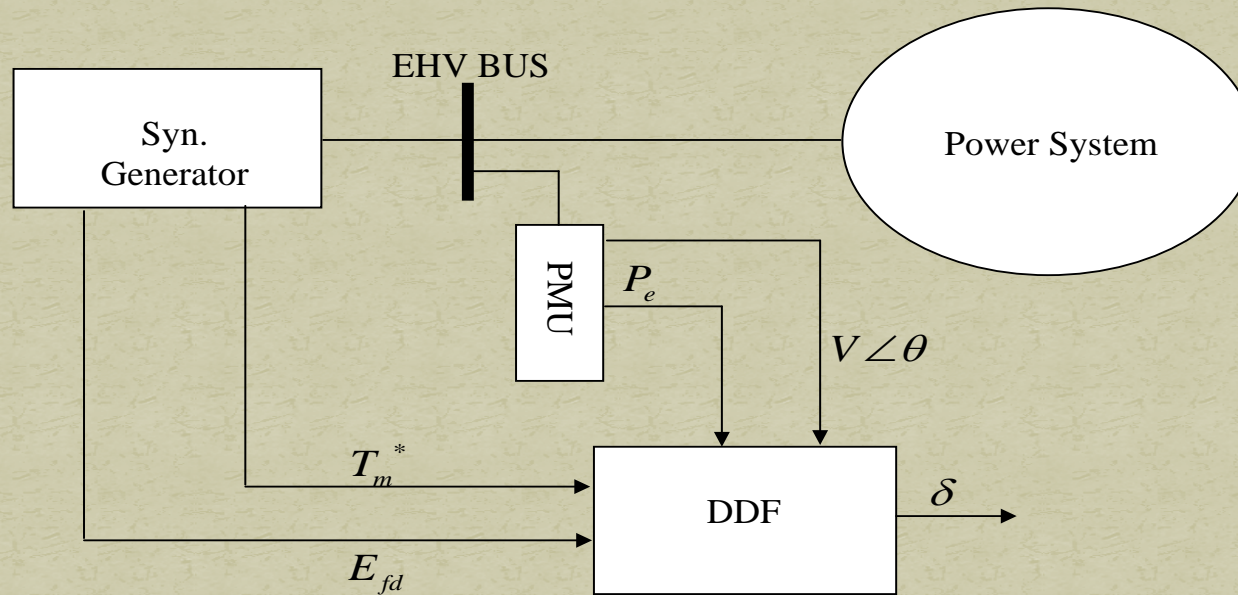 EHV BUS
Syn.
Generator
Power System
PMU
P_e
V∠θ
T_m^*
DDF
δ
E_fd